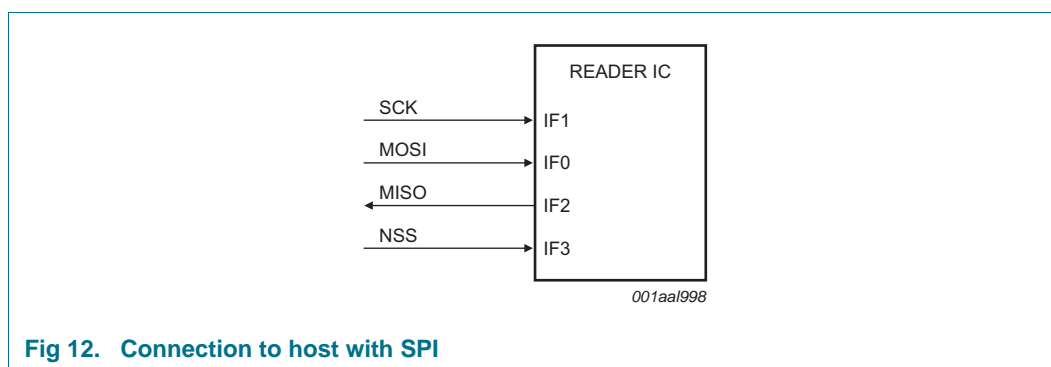 READER IC
SCK
IF1
MOSI
IF0
MISO
IF2
NSS
IF3
001aal998
Fig 12. Connection to host with SPI